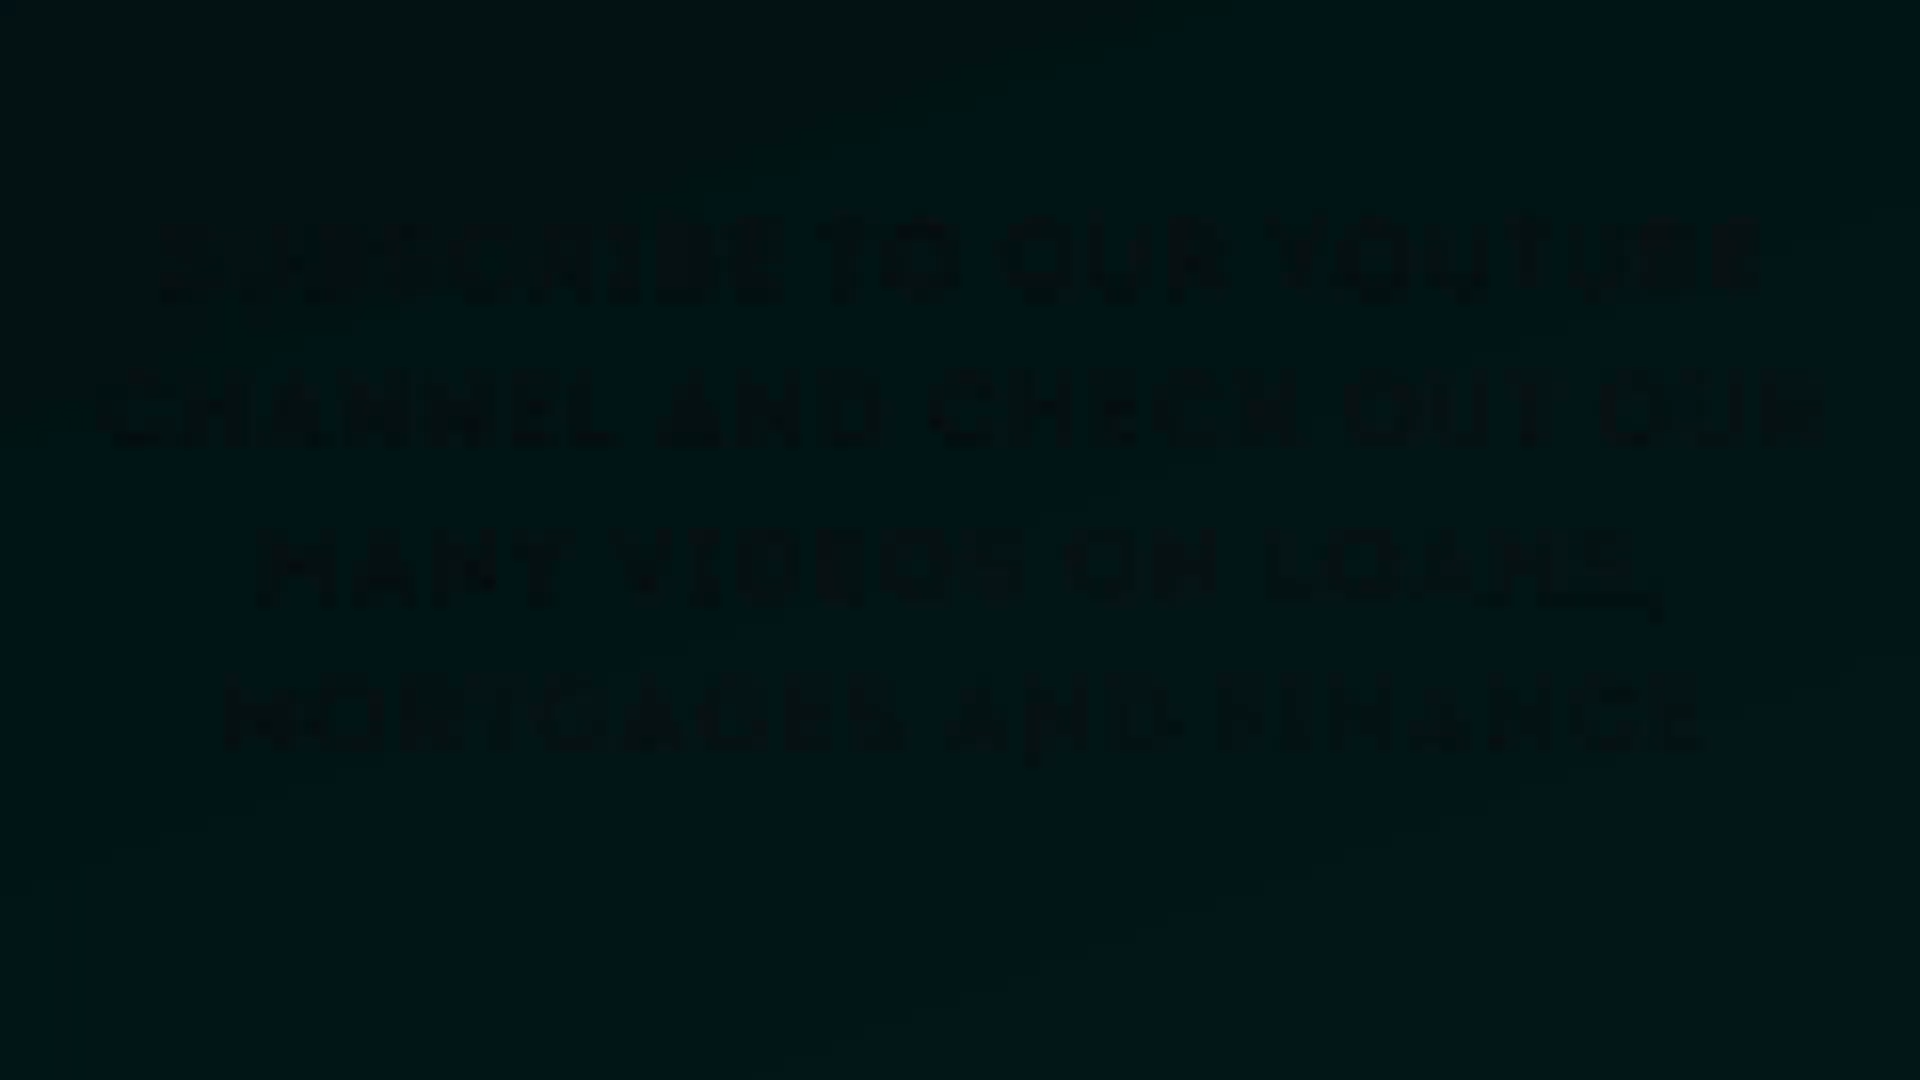 SUBSCRIBE TO OUR YOUTUBE
CHANNEL AND CHECK OUT OUR
MANY VIDEOS ON LOANS,
MORTGAGES AND FINANCE